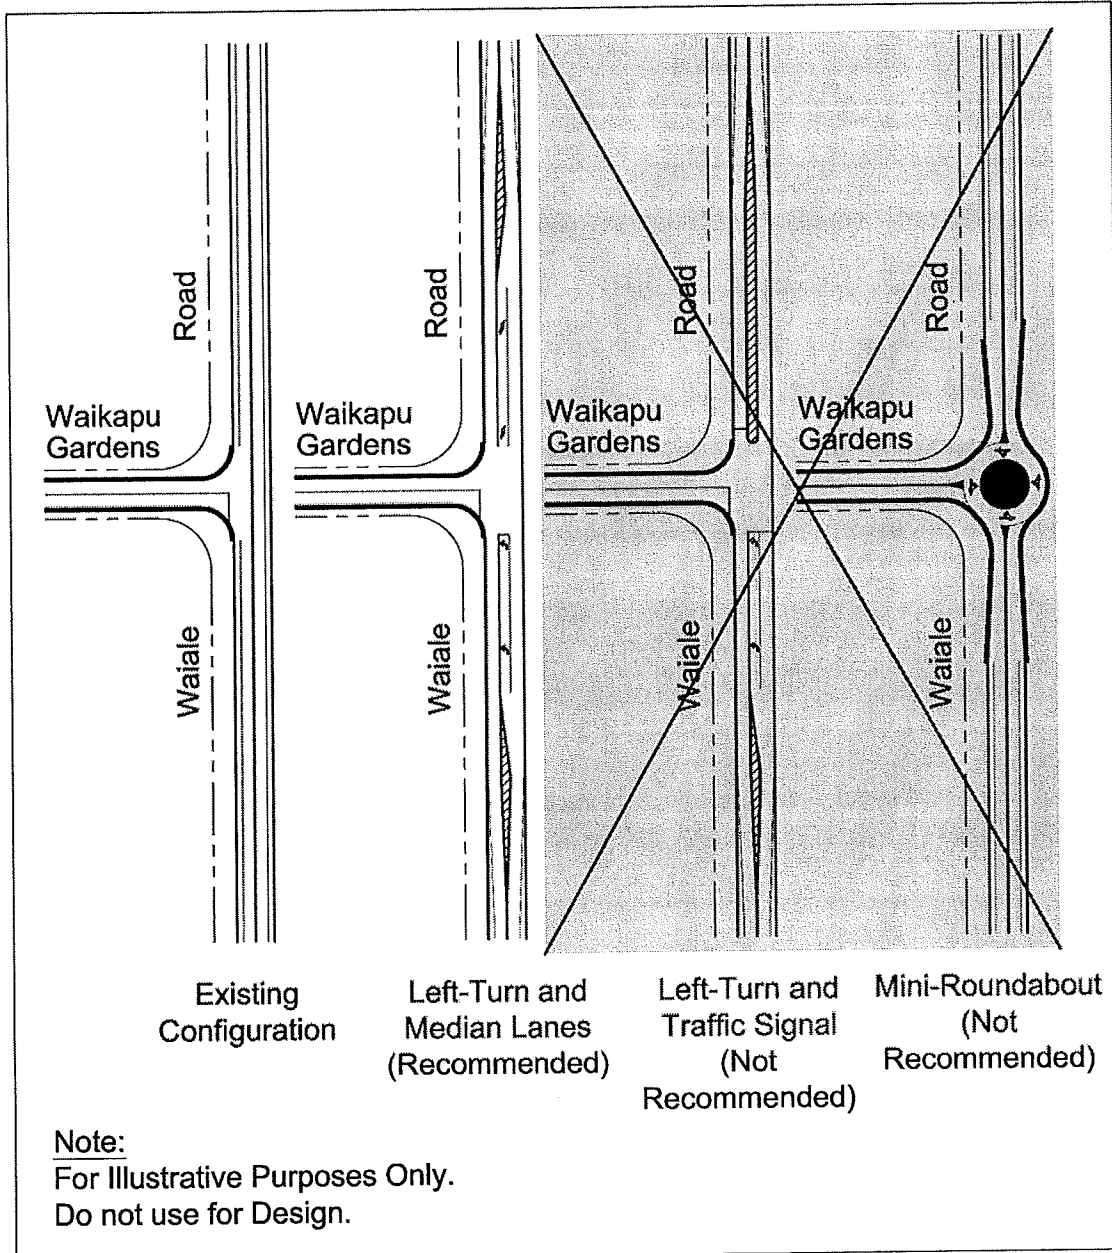 Road
Waikapu
Gardens
Waiale
Road
Waikapu
Gardens
Waiale
Road
Waikapu
Gardens
Waiale
Road
Waikapu
Gardens
Waiale
Existing
Configuration
Left-Turn and
Median Lanes
(Recommended)
Left-Turn and
Traffic Signal
(Not
Recommended)
Mini-Roundabout
(Not
Recommended)
Note:
For Illustrative Purposes Only.
Do not use for Design.